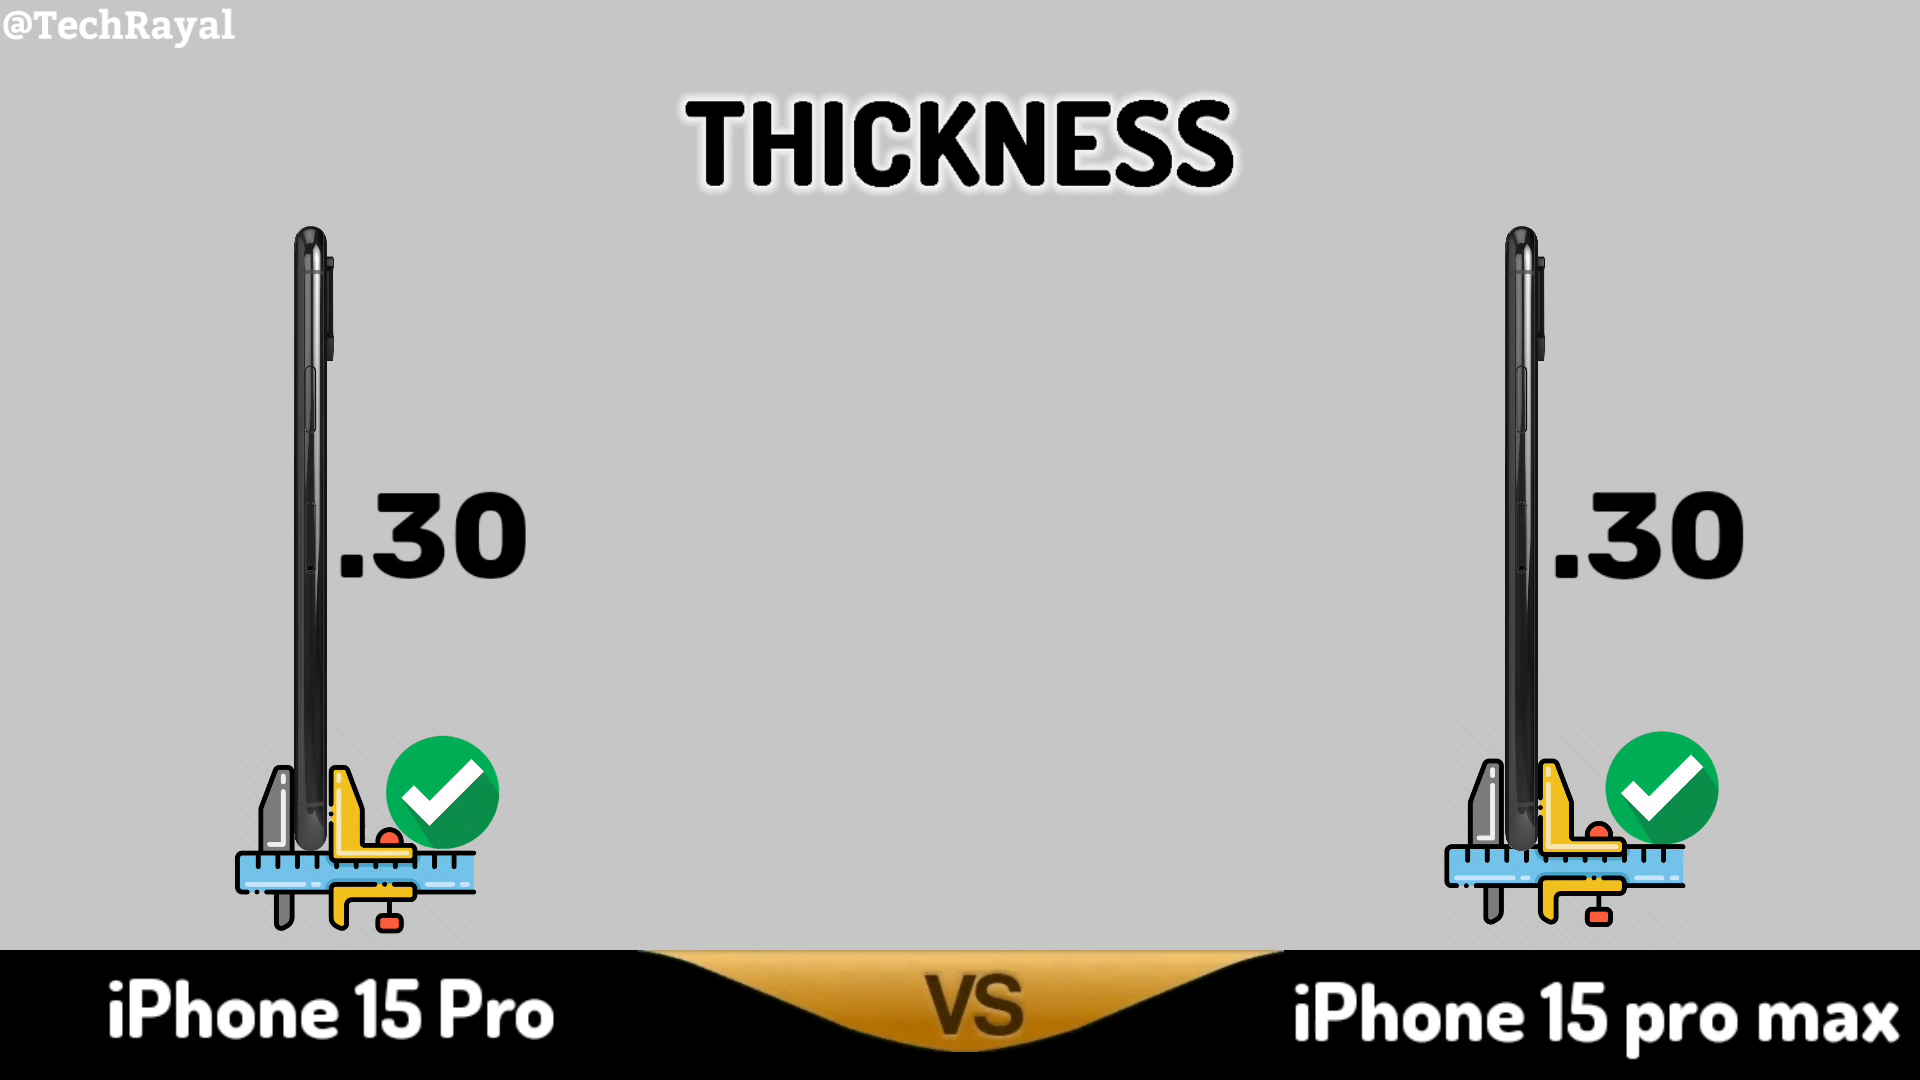 @TechRayal
THICKNESS
.30
.30
iPhone 15 Pro
VS
iPhone 15 pro max